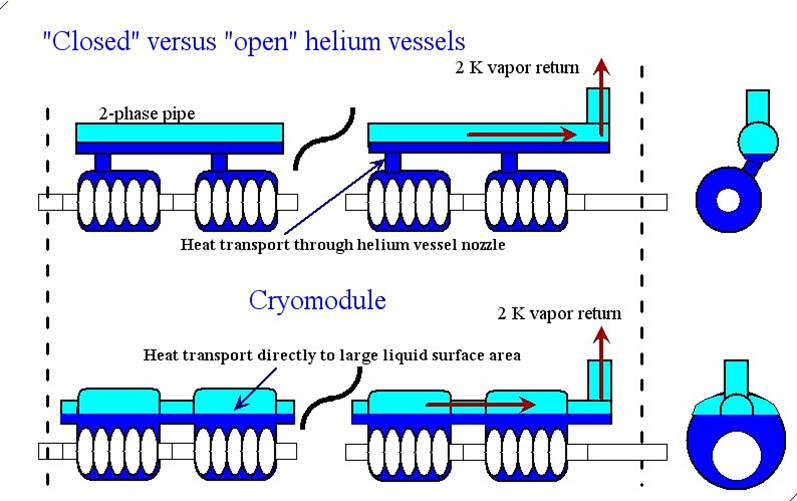 "Closed" versus "open" helium vessels
2 K vapor return
2-phase pipe
Heat transport through helium vessel nozzle
Cryomodule
2 K vapor return
Heat transport directly to large liquid surface area